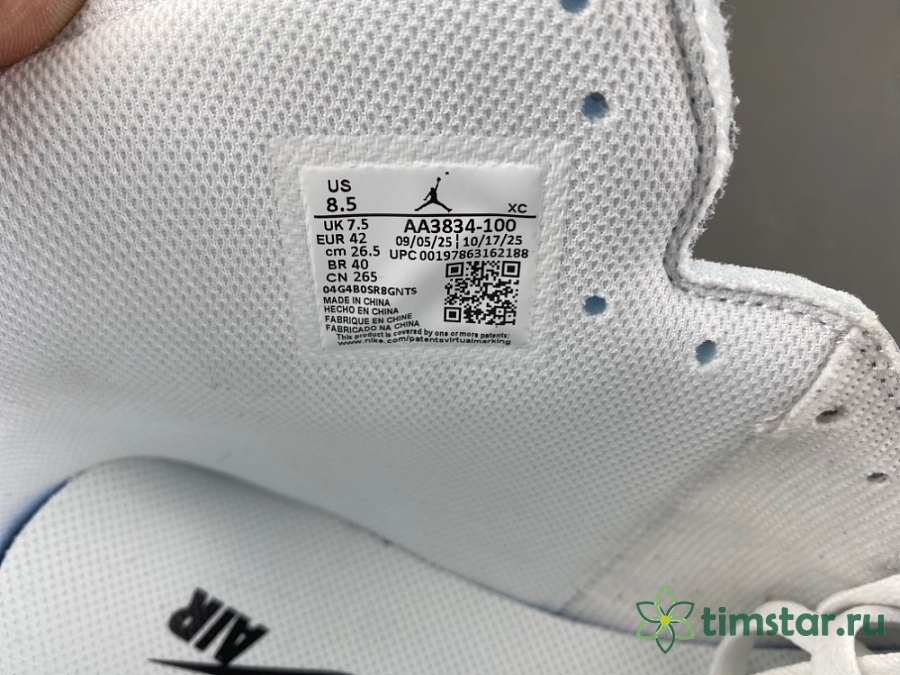 US
8.5
XC
UK 7.5
AA3834-100
EUR 42
09/05/25 | 10/17/25
cm 26.5
UPC 00197863162188
BR 40
CN 265
04G4B0SR8GNTS
MADE IN CHINA
HECHO EN CHINA
FABRIQUE EN CHINE
FABRICADO NA CHINA
This product is covered by one or more patents:
www.nike.com/patentsvirtualmarking
AIR
timstar.ru